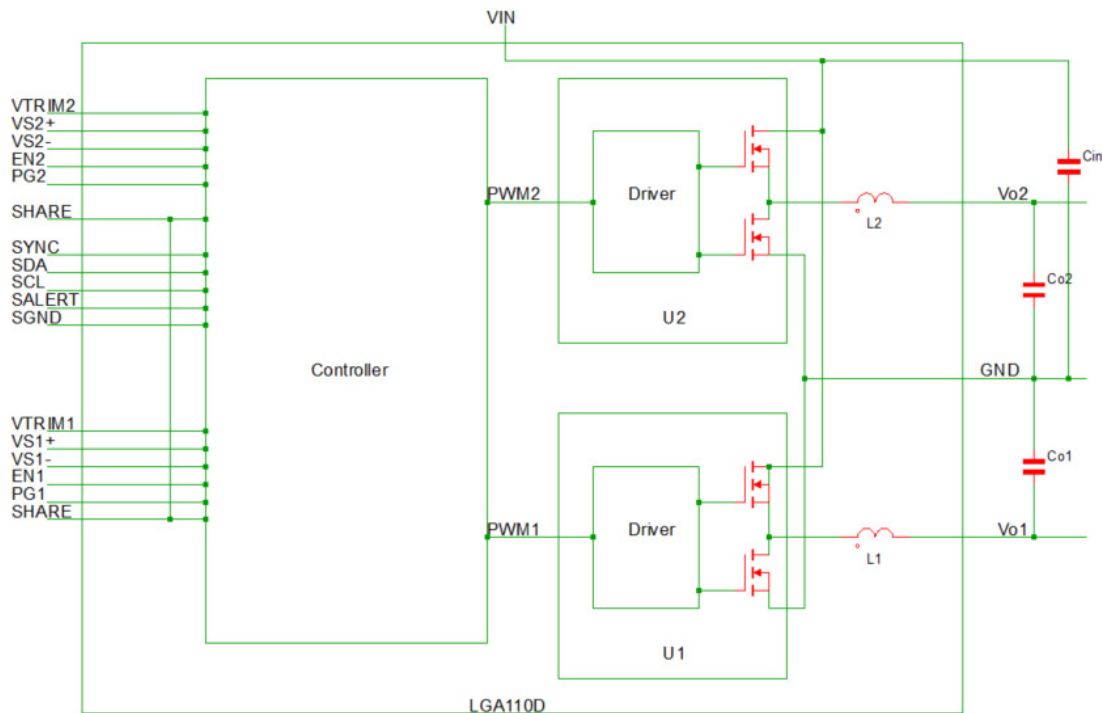 VIN
VTRIM2
VS2+
VS2-
EN2
PG2
SHARE
SYNC
SDA
SCL
SALERT
SGND
Controller
VTRIM1
VS1+
VS1-
EN1
PG1
SHARE
PWM2
Driver
U2
L2
Vo2
Cin
Co2
GND
Co1
PWM1
Driver
U1
L1
Vo1
LGA110D